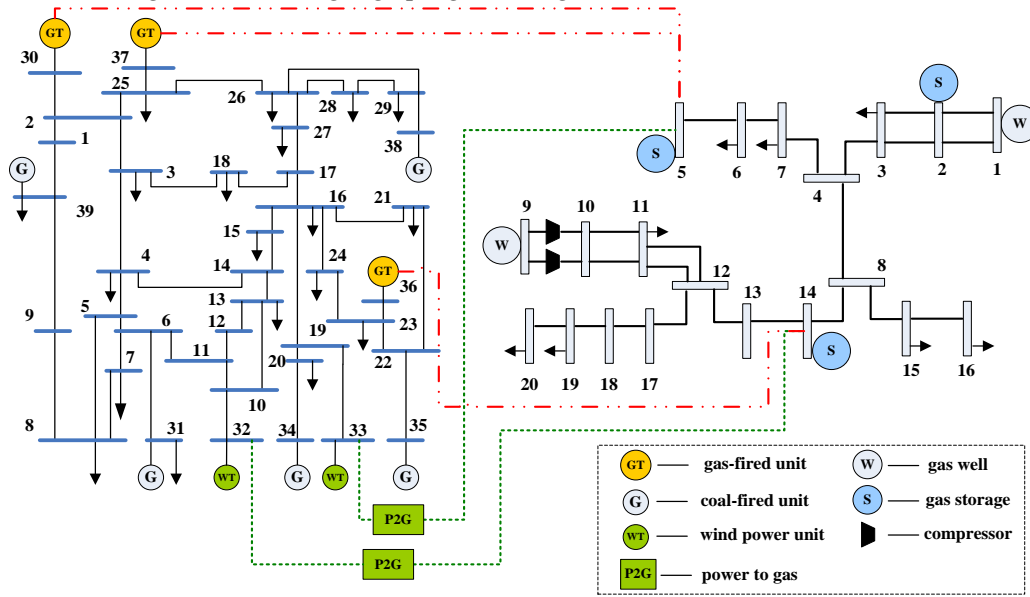 GT GT
30 37
25 26 28 29
2 27
1 38
G G W
S
3 18 17
39 16 21
15
4 14 24 GT
13 36
5 6 12 19 23
9 7 11 20 22
10
8 31 32 34 33 35
G WT G WT G
P2G
P2G
S
5 6 7 4 3 2 1
9 10 11
W
12 8
13 14
S
20 19 18 17 15 16
GT gas-fired unit W gas well
G coal-fired unit S gas storage
WT wind power unit compressor
P2G power to gas